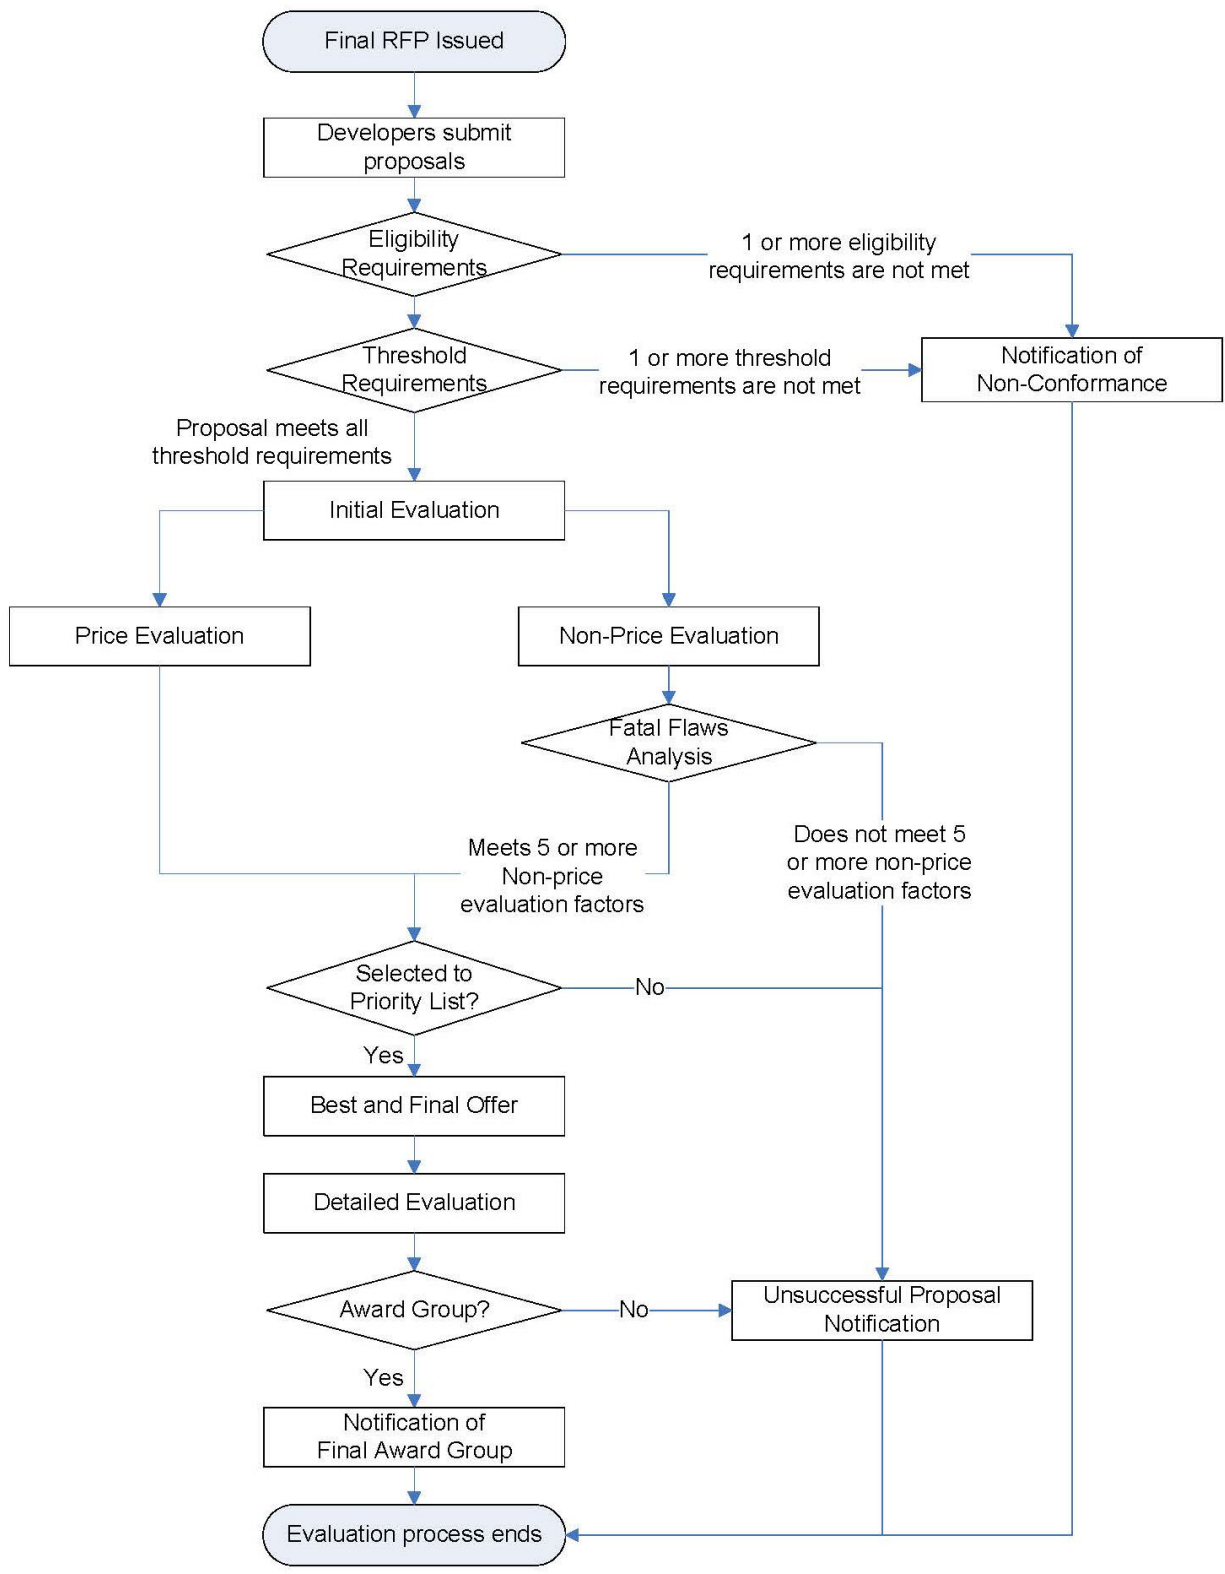 Final RFP Issued
Developers submit
proposals
Eligibility
Requirements
1 or more eligibility
requirements are not met
Threshold
Requirements
1 or more threshold
requirements are not met
Notification of
Non-Conformance
Proposal meets all
threshold requirements
Initial Evaluation
Price Evaluation
Non-Price Evaluation
Fatal Flaws
Analysis
Meets 5 or more
Non-price
evaluation factors
Does not meet 5
or more non-price
evaluation factors
Selected to
Priority List?
No
Yes
Best and Final Offer
Detailed Evaluation
Award Group?
No
Unsuccessful Proposal
Notification
Yes
Notification of
Final Award Group
Evaluation process ends